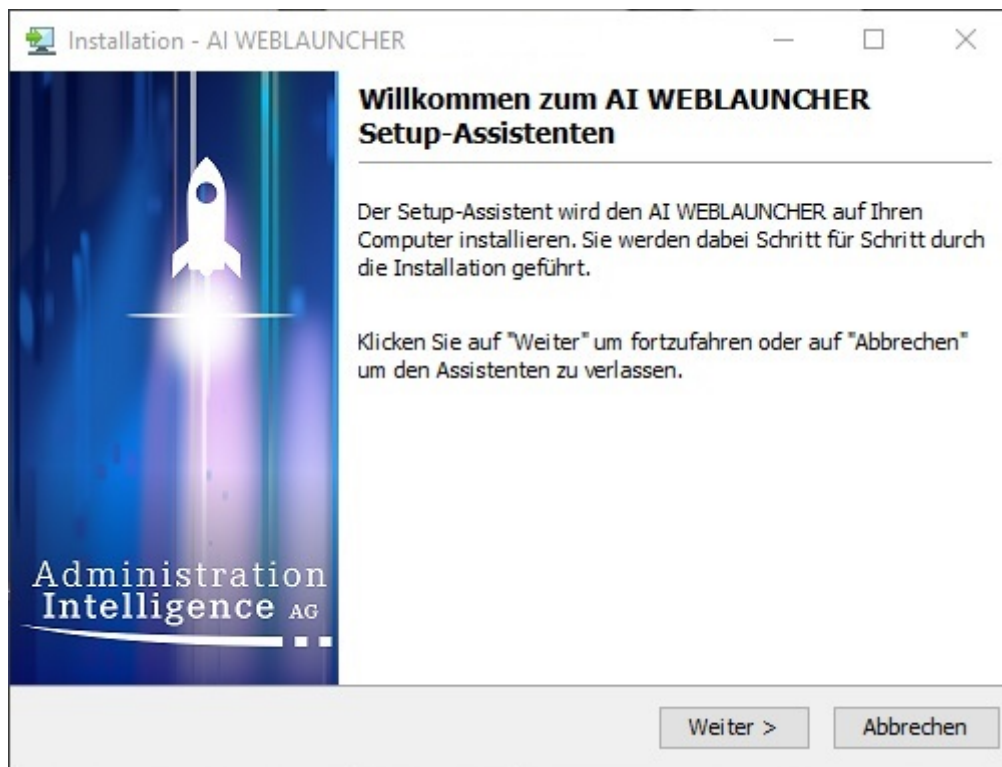 Installation - AI WEBLAUNCHER
Willkommen zum AI WEBLAUNCHER
Setup-Assistenten
Der Setup-Assistent wird den AI WEBLAUNCHER auf Ihren
Computer installieren. Sie werden dabei Schritt für Schritt durch
die Installation geführt.
Klicken Sie auf "Weiter" um fortzufahren oder auf "Abbrechen"
um den Assistenten zu verlassen.
Administration
Intelligence AG
Weiter >
Abbrechen